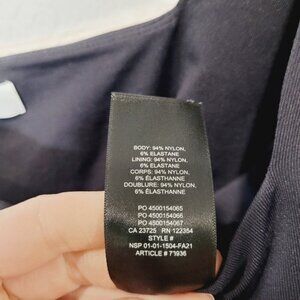 BODY: 94% NYLON,
6% ELASTANE
LINING: 94% NYLON,
6% ELASTANE
CORPS: 94% NYLON,
6% ÉLASTHANNE
DOUBLURE: 94% NYLON,
6% ÉLASTHANNE
PO 4500154065
PO 4500154066
PO 4500154067
CA 23725 RN 122354
STYLE #
NSP 01-01-1504-FA21
ARTICLE # 71936